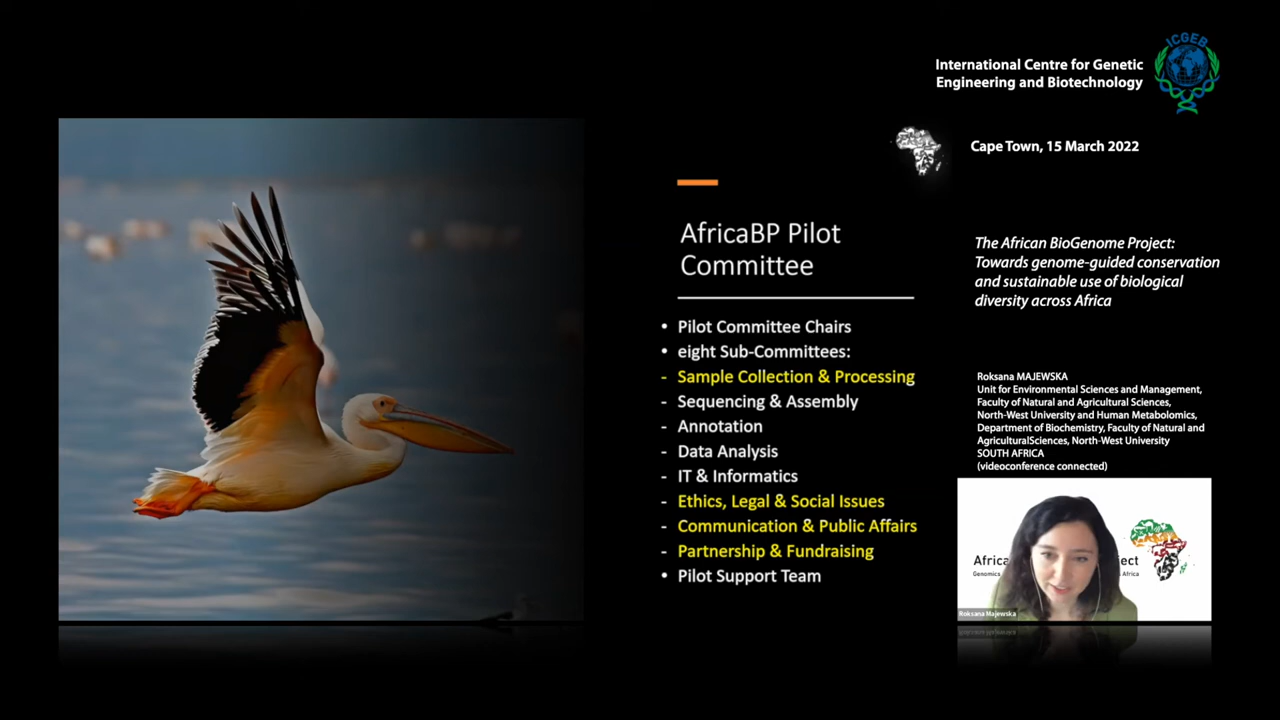 ICGEB
International Centre for Genetic
Engineering and Biotechnology
Cape Town, 15 March 2022
AfricaBP Pilot
Committee
• Pilot Committee Chairs
• eight Sub-Committees:
- Sample Collection & Processing
- Sequencing & Assembly
- Annotation
- Data Analysis
- IT & Informatics
- Ethics, Legal & Social Issues
- Communication & Public Affairs
- Partnership & Fundraising
• Pilot Support Team
The African BioGenome Project:
Towards genome-guided conservation
and sustainable use of biological
diversity across Africa
Roksana MAJEWSKA
Unit for Environmental Sciences and Management,
Faculty of Natural and Agricultural Sciences,
North-West University and Human Metabolomics,
Department of Biochemistry, Faculty of Natural and
AgriculturalSciences, North-West University
SOUTH AFRICA
(videoconference connected)
Africa ject
Genomics Africa
Roksana Majewska